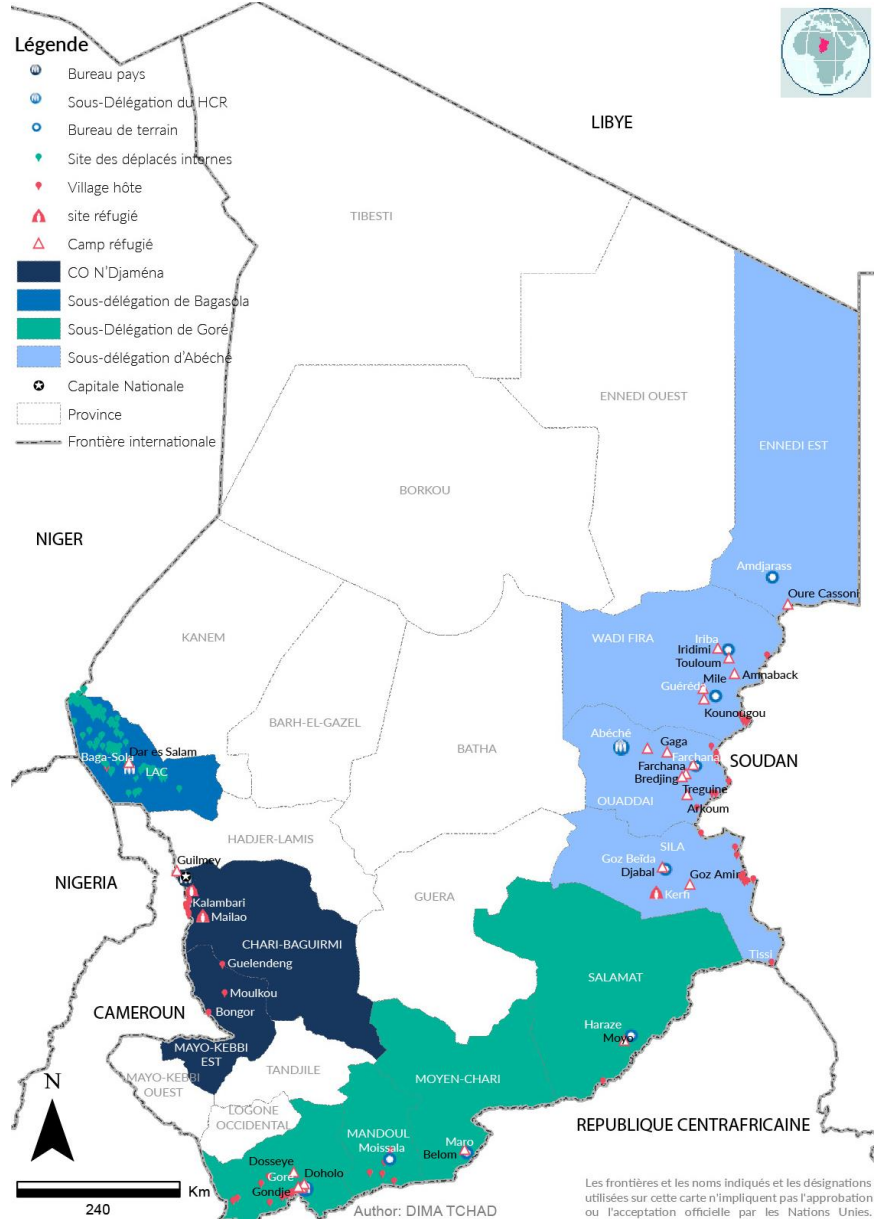 Légende
Bureau pays
Sous-Délégation du HCR
Bureau de terrain
Site des déplacés internes
Village hôte
site réfugié
Camp réfugié
CO N'Djaména
Sous-délégation de Bagasola
Sous-Délégation de Goré
Sous-délégation d'Abéché
Capitale Nationale
Province
Frontière internationale
LIBYE
TIBESTI
ENNEDI OUEST
ENNEDI EST
BORKOU
NIGER
Amdjarass
Oure Cassoni
KANEM
WADI FIRA
Iriba
Iridimi
Touloum
Mile
Amnaback
Guéréda
Kounougou
BARH-EL-GAZEL
BATHA
Abéché
Gaga
Farchana
SOUDAN
Baga-Sola
Dar es Salam
LAC
Farchana
Bredjing
Treguine
OUADDAI
Arkoum
HADJER-LAMIS
SILA
Goz Beïda
Djabal
Goz Amir
Kerfi
Guilmey
NIGERIA
GUERA
Kalambari
Mailao
CHARI-BAGUIRMI
Tissi
Guelendeng
SALAMAT
Moulkou
CAMEROUN
Bongor
Haraze
Moyo
MAYO-KEBBI
EST
TANDJILE
MOYEN-CHARI
MAYO-KEBBI
OUEST
N
LOGONE
OCCIDENTAL
REPUBLIQUE CENTRAFRICAINE
MANDOUL
Moissala
Maro
Belom
Dosseye
Goré
Doholo
Gondje
Km
240
Author: DIMA TCHAD
Les frontières et les noms indiqués et les désignations
utilisées sur cette carte n'impliquent pas l'approbation
ou l'acceptation officielle par les Nations Unies.